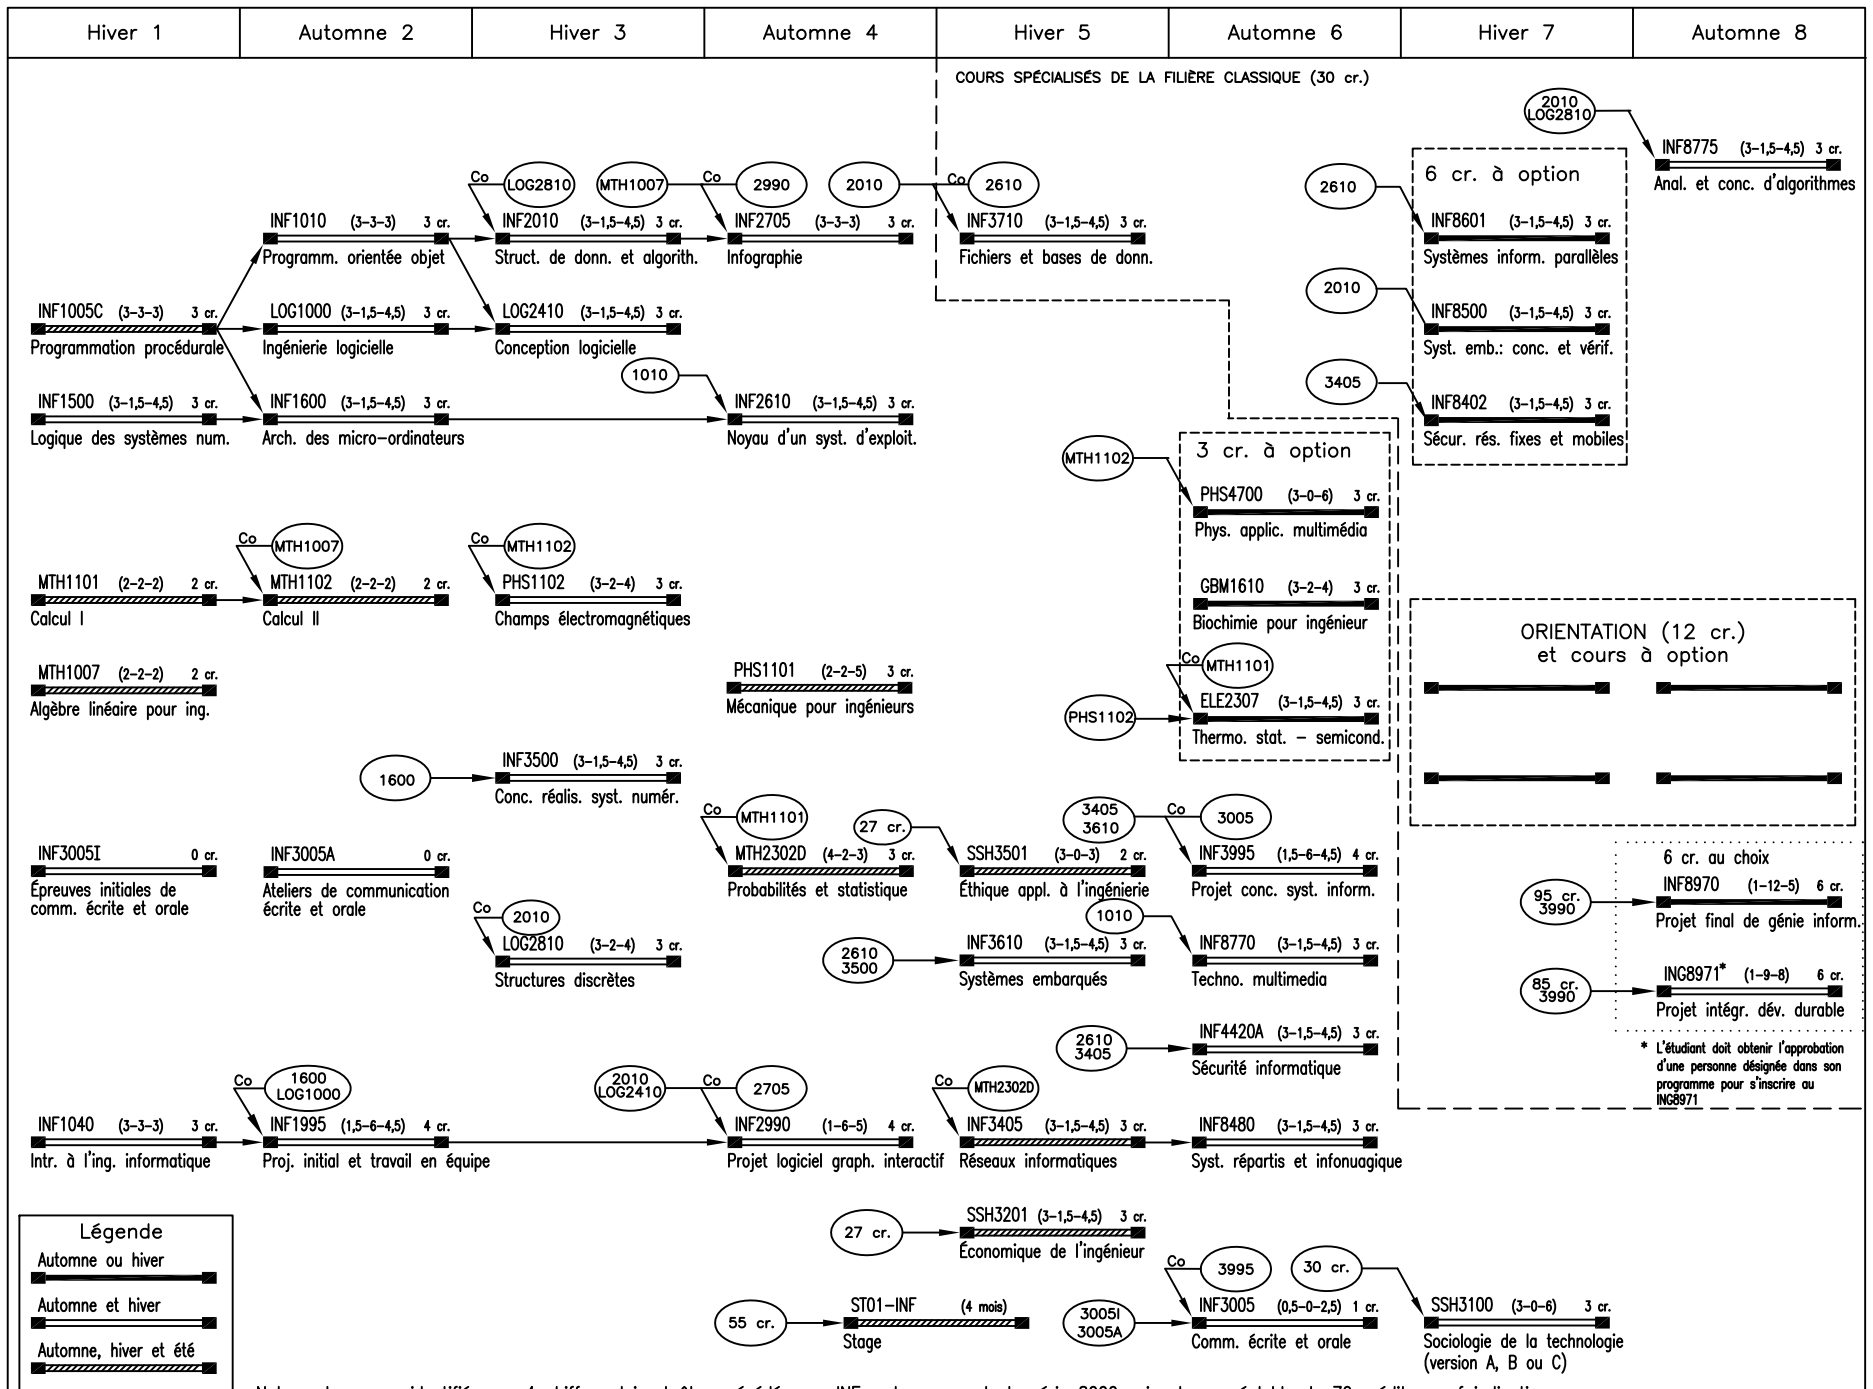 Hiver 1
Automne 2
Hiver 3
Automne 4
Hiver 5
Automne 6
Hiver 7
Automne 8
COURS SPÉCIALISÉS DE LA FILIÈRE CLASSIQUE (30 cr.)
2010
LOG2810
INF8775 (3-1,5-4,5) 3 cr.
Anal. et conc. d'algorithmes
Co
LOG2810
MTH1007
Co
2990
2010
Co
2610
INF1010 (3-3-3) 3 cr.
Programm. orientée objet
INF2010 (3-1,5-4,5) 3 cr.
Struct. de donn. et algorith.
INF2705 (3-3-3) 3 cr.
Infographie
INF3710 (3-1,5-4,5) 3 cr.
Fichiers et bases de donn.
2610
6 cr. à option
INF8601 (3-1,5-4,5) 3 cr.
Systèmes inform. parallèles
2010
INF8500 (3-1,5-4,5) 3 cr.
Syst. emb.: conc. et vérif.
3405
INF8402 (3-1,5-4,5) 3 cr.
Sécur. rés. fixes et mobiles
INF1005C (3-3-3) 3 cr.
Programmation procédurale
LOG1000 (3-1,5-4,5) 3 cr.
Ingénierie logicielle
LOG2410 (3-1,5-4,5) 3 cr.
Conception logicielle
1010
INF1500 (3-1,5-4,5) 3 cr.
Logique des systèmes num.
INF1600 (3-1,5-4,5) 3 cr.
Arch. des micro-ordinateurs
INF2610 (3-1,5-4,5) 3 cr.
Noyau d'un syst. d'exploit.
MTH1102
3 cr. à option
PHS4700 (3-0-6) 3 cr.
Phys. applic. multimédia
GBM1610 (3-2-4) 3 cr.
Biochimie pour ingénieur
Co
MTH1101
PHS1102
ELE2307 (3-1,5-4,5) 3 cr.
Thermo. stat. - semicond.
Co
MTH1007
Co
MTH1102
MTH1101 (2-2-2) 2 cr.
Calcul I
MTH1102 (2-2-2) 2 cr.
Calcul II
PHS1102 (3-2-4) 3 cr.
Champs électromagnétiques
ORIENTATION (12 cr.)
et cours à option
MTH1007 (2-2-2) 2 cr.
Algèbre linéaire pour ing.
PHS1101 (2-2-5) 3 cr.
Mécanique pour ingénieurs
1600
INF3500 (3-1,5-4,5) 3 cr.
Conc. réalis. syst. numér.
Co
MTH1101
27 cr.
3405
3610
Co
3005
INF3005I 0 cr.
Épreuves initiales de
comm. écrite et orale
INF3005A 0 cr.
Ateliers de communication
écrite et orale
MTH2302D (4-2-3) 3 cr.
Probabilités et statistique
SSH3501 (3-0-3) 2 cr.
Éthique appl. à l'ingénierie
INF3995 (1,5-6-4,5) 4 cr.
Projet conc. syst. inform.
6 cr. au choix
95 cr.
3990
INF8970 (1-12-5) 6 cr.
Projet final de génie inform.
Co
2010
LOG2810 (3-2-4) 3 cr.
Structures discrètes
2610
3500
INF3610 (3-1,5-4,5) 3 cr.
Systèmes embarqués
1010
INF8770 (3-1,5-4,5) 3 cr.
Techno. multimedia
85 cr.
3990
ING8971* (1-9-8) 6 cr.
Projet intégr. dév. durable
2610
3405
INF4420A (3-1,5-4,5) 3 cr.
Sécurité informatique
* L'étudiant doit obtenir l'approbation
d'une personne désignée dans son
programme pour s'inscrire au
ING8971
Co
1600
LOG1000
2010
LOG2410
Co
2705
Co
MTH2302D
INF1040 (3-3-3) 3 cr.
Intr. à l'ing. informatique
INF1995 (1,5-6-4,5) 4 cr.
Proj. initial et travail en équipe
INF2990 (1-6-5) 4 cr.
Projet logiciel graph. interactif
INF3405 (3-1,5-4,5) 3 cr.
Réseaux informatiques
INF8480 (3-1,5-4,5) 3 cr.
Syst. répartis et infonuagique
27 cr.
SSH3201 (3-1,5-4,5) 3 cr.
Économique de l'ingénieur
Légende
Automne ou hiver
Automne et hiver
Automne, hiver et été
55 cr.
ST01-INF (4 mois)
Stage
3005I
3005A
Co
3995
INF3005 (0,5-0-2,5) 1 cr.
Comm. écrite et orale
30 cr.
SSH3100 (3-0-6) 3 cr.
Sociologie de la technologie
(version A, B ou C)